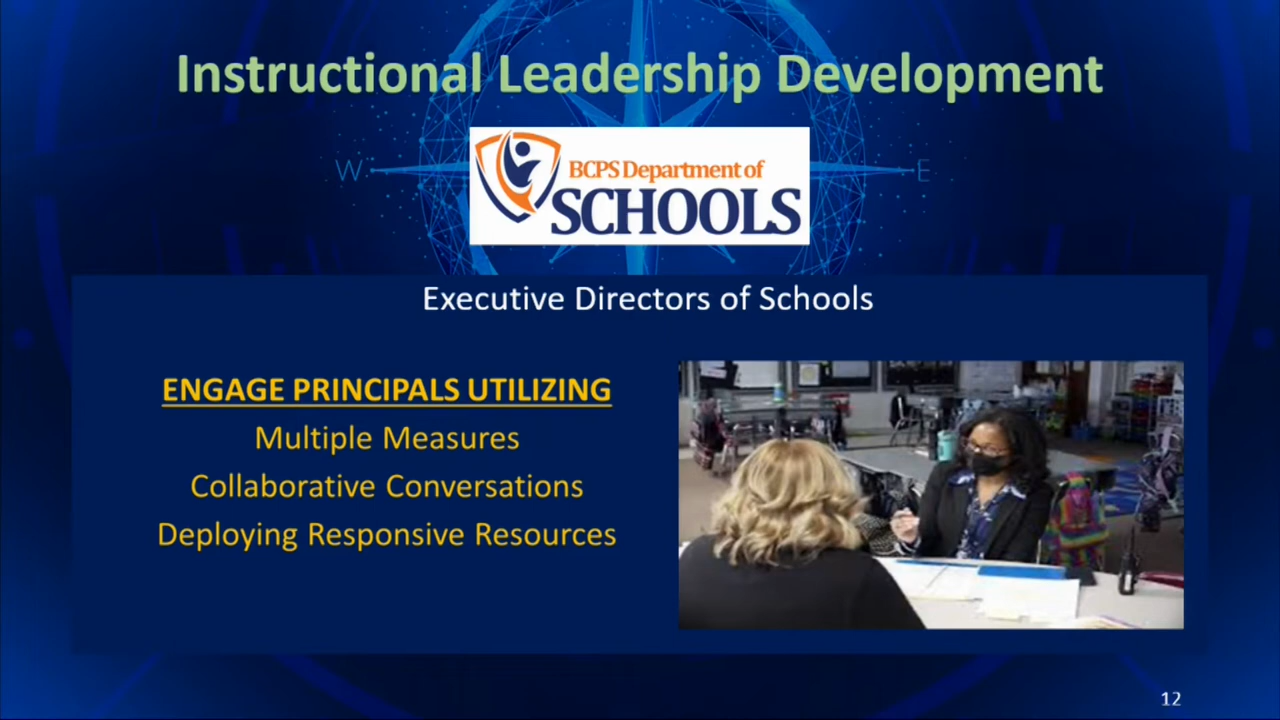 Instructional Leadership Development
W
E
BCPS Department of
SCHOOLS
Executive Directors of Schools
ENGAGE PRINCIPALS UTILIZING
Multiple Measures
Collaborative Conversations
Deploying Responsive Resources
12